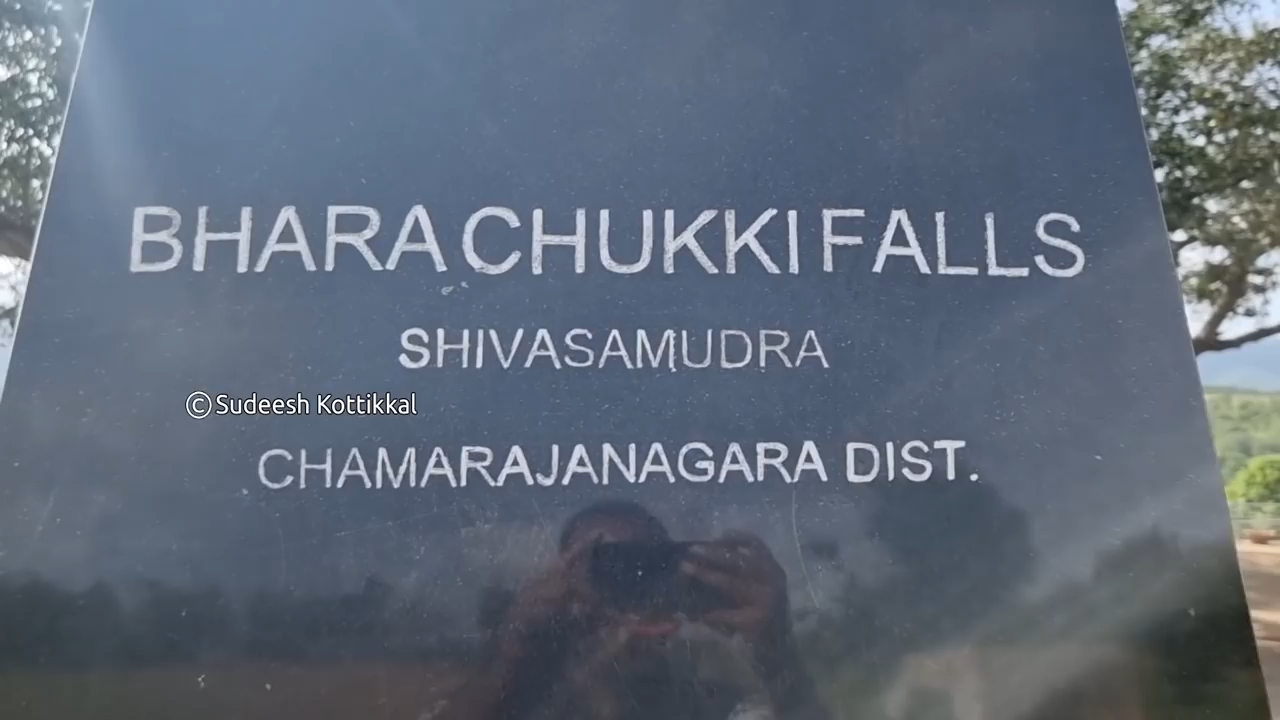 BHARA CHUKKI FALLS
SHIVASAMUDRA
©Sudeesh Kottikkal
CHAMARAJANAGARA DIST.